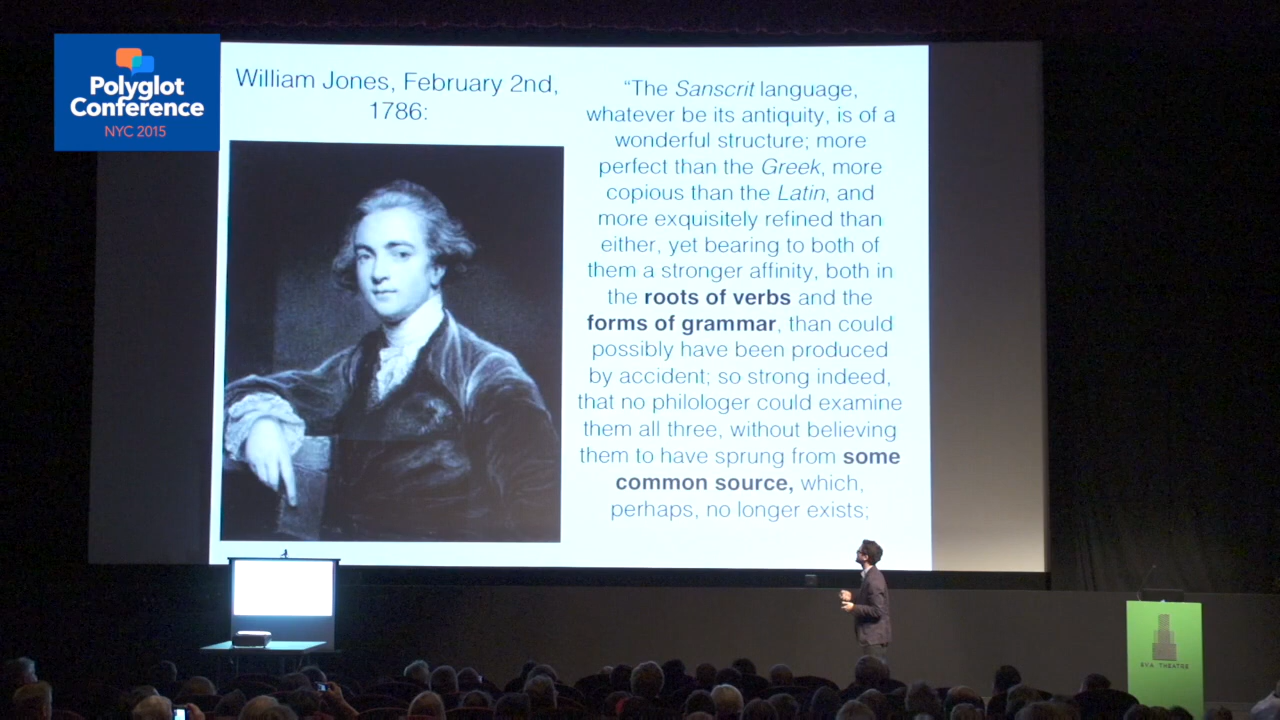 Polyglot
Conference
NYC 2015
William Jones, February 2nd,
1786:
“The Sanscrit language,
whatever be its antiquity, is of a
wonderful structure; more
perfect than the Greek, more
copious than the Latin, and
more exquisitely refined than
either, yet bearing to both of
them a stronger affinity, both in
the roots of verbs and the
forms of grammar, than could
possibly have been produced
by accident; so strong indeed,
that no philologer could examine
them all three, without believing
them to have sprung from some
common source, which,
perhaps, no longer exists;
SVA THEATRE